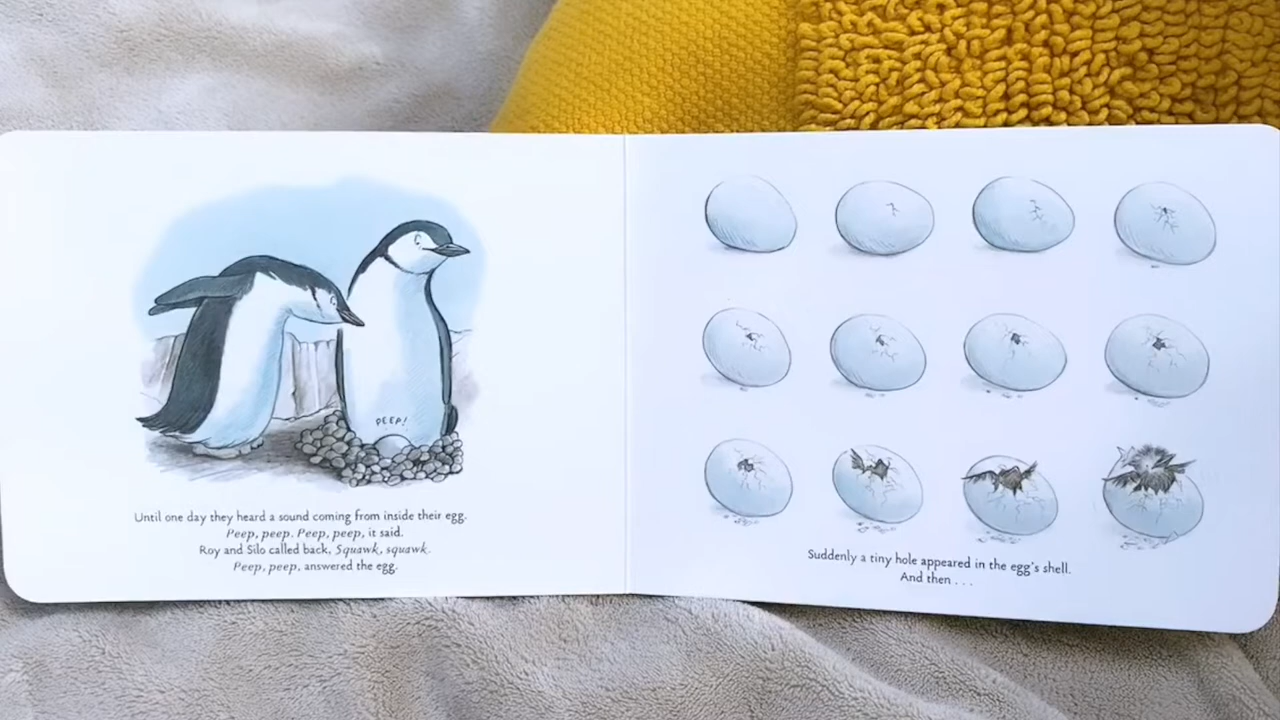 PEEP!
Until one day they heard a sound coming from inside their egg.
Peep, peep. Peep, peep, it said.
Roy and Silo called back, Squawk, squawk.
Peep, peep, answered the egg.
Suddenly a tiny hole appeared in the egg's shell.
And then . . .